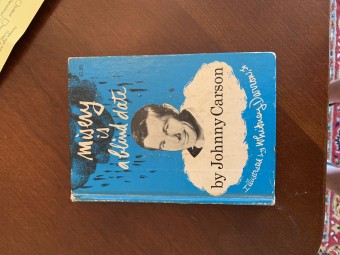 misery
is
a blind date
by Johnny Carson
Illustrated by Whitney Darrow Jr.